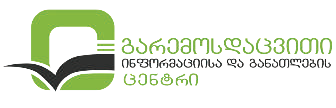 გარემოსდაცვითი
ინფორმაციისა და განათლების
ცენტრი